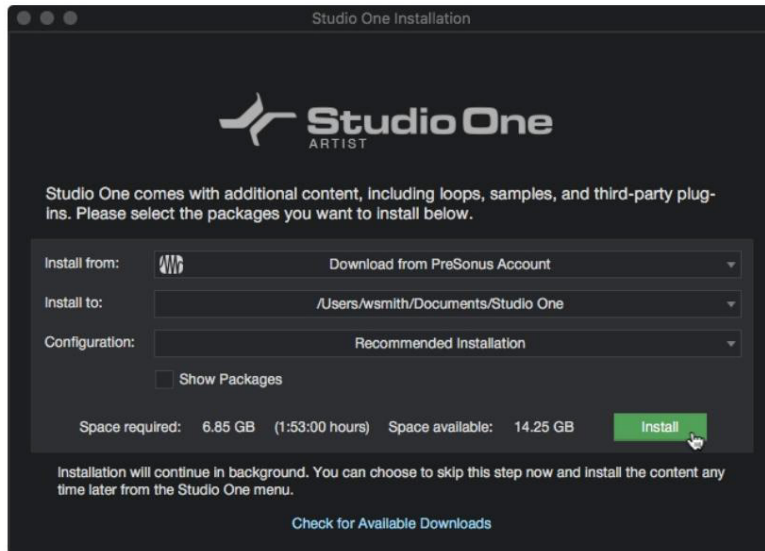 Studio One Installation
Studio One
ARTIST
Studio One comes with additional content, including loops, samples, and third-party plug-
ins. Please select the packages you want to install below.
Install from: Download from PreSonus Account
Install to: /Users/wsmith/Documents/Studio One
Configuration: Recommended Installation
Show Packages
Space required: 6.85 GB (1:53:00 hours) Space available: 14.25 GB Install
Installation will continue in background. You can choose to skip this step now and install the content any
time later from the Studio One menu.
Check for Available Downloads